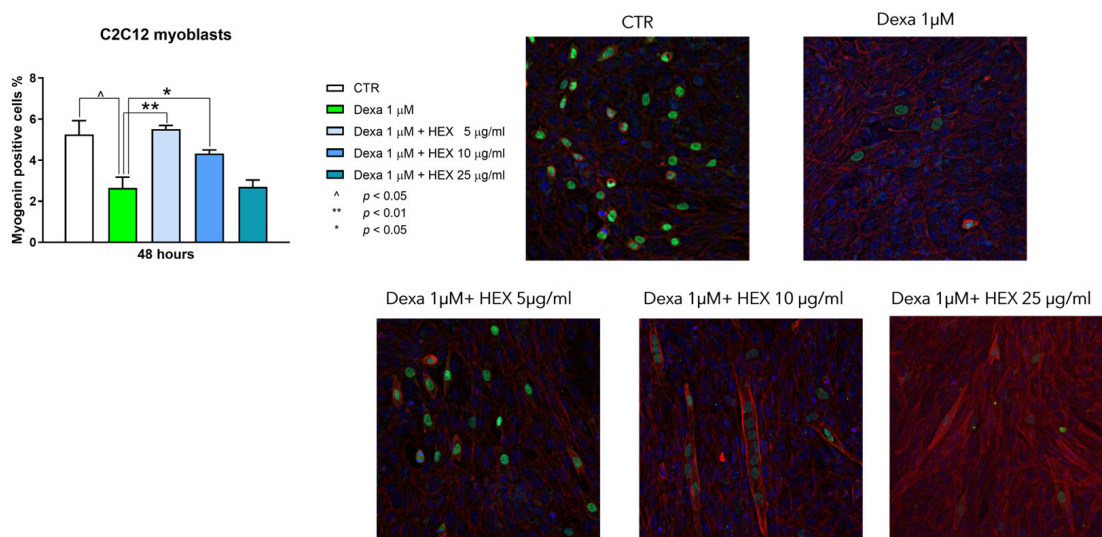 C2C12 myoblasts
Myogenin positive cells %
8
6
4
2
0
^
**
*
48 hours
CTR
Dexa 1 μM
Dexa 1 μM + HEX 5 μg/ml
Dexa 1 μM + HEX 10 μg/ml
Dexa 1 μM + HEX 25 μg/ml
^ p < 0.05
** p < 0.01
* p < 0.05
CTR
Dexa 1μM
Dexa 1μM+ HEX 5μg/ml
Dexa 1μM+ HEX 10 μg/ml
Dexa 1μM+ HEX 25 μg/ml